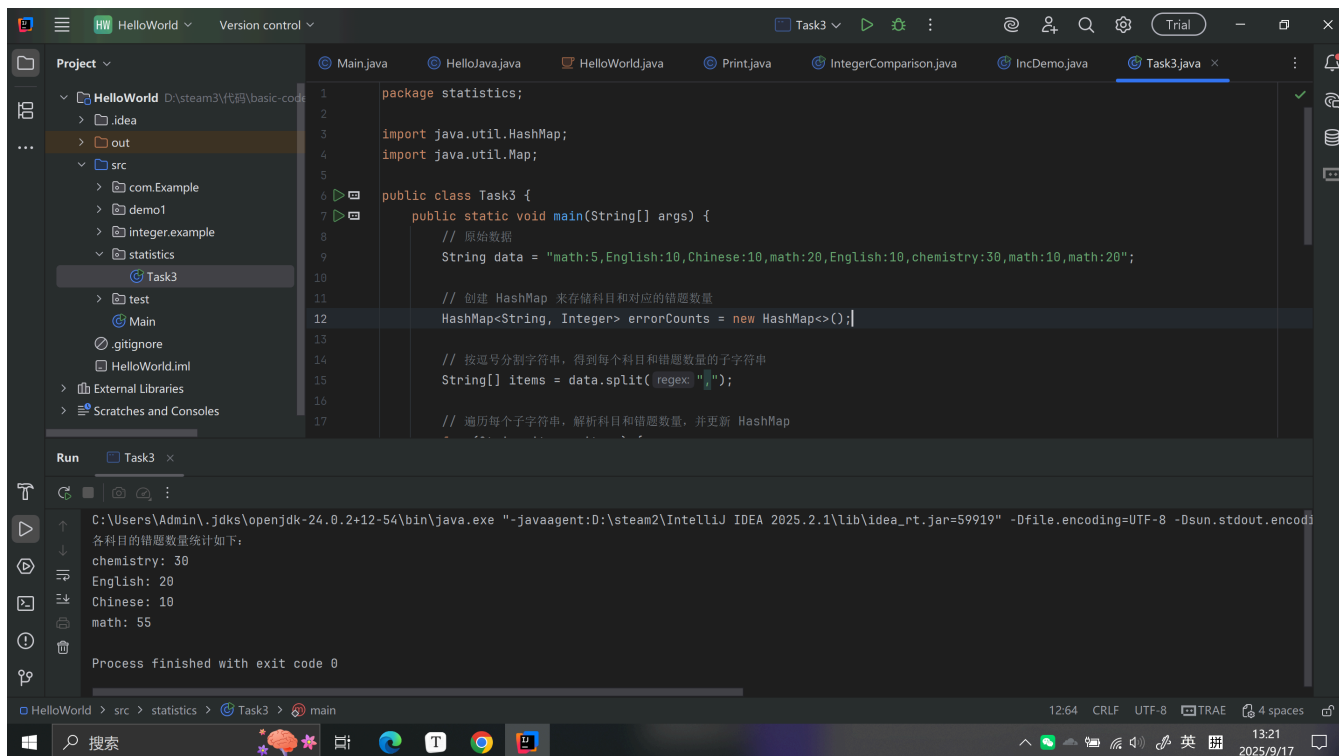 HW HelloWorld Version control Task3 Trial
Project
Main.java HelloJava.java HelloWorld.java Print.java IntegerComparison.java IncDemo.java Task3.java
HelloWorld D:\steam3\代码\basic-code
.idea
out
src
com.Example
demo1
integer.example
statistics
Task3
test
Main
.gitignore
HelloWorld.iml
External Libraries
Scratches and Consoles
1 package statistics;
2
3 import java.util.HashMap;
4 import java.util.Map;
5
6 public class Task3 {
7 public static void main(String[] args) {
8 // 原始数据
9 String data = "math:5,English:10,Chinese:10,math:20,English:10,chemistry:30,math:10,math:20";
10
11 // 创建 HashMap 来存储科目和对应的错题数量
12 HashMap<String, Integer> errorCounts = new HashMap<>();
13
14 // 按逗号分割字符串，得到每个科目和错题数量的子字符串
15 String[] items = data.split( regex: ",");
16
17 // 遍历每个子字符串，解析科目和错题数量，并更新 HashMap
Run Task3
C:\Users\Admin\.jdks\openjdk-24.0.2+12-54\bin\java.exe "-javaagent:D:\steam2\IntelliJ IDEA 2025.2.1\lib\idea_rt.jar=59919" -Dfile.encoding=UTF-8 -Dsun.stdout.encodi
各科目的错题数量统计如下：
chemistry: 30
English: 20
Chinese: 10
math: 55
Process finished with exit code 0
HelloWorld > src > statistics > Task3 > main 12:64 CRLF UTF-8 TRAE 4 spaces
搜索 T 英 拼 13:21
2025/9/17